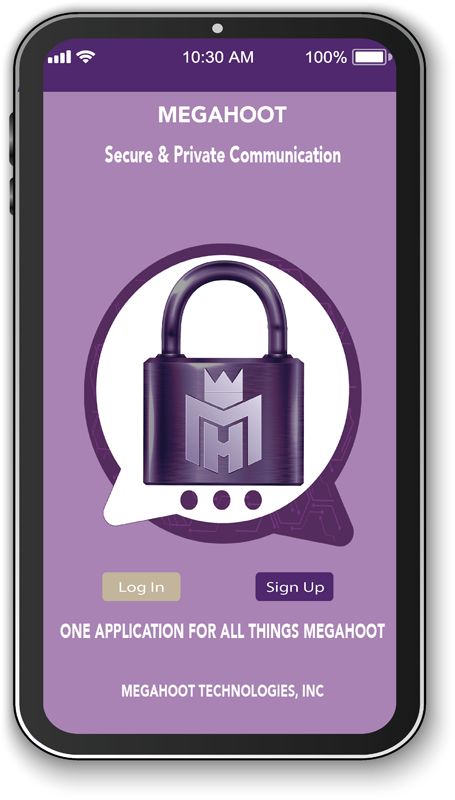 10:30 AM 100%
MEGAHOOT
Secure & Private Communication
MH
Log In Sign Up
ONE APPLICATION FOR ALL THINGS MEGAHOOT
MEGAHOOT TECHNOLOGIES, INC